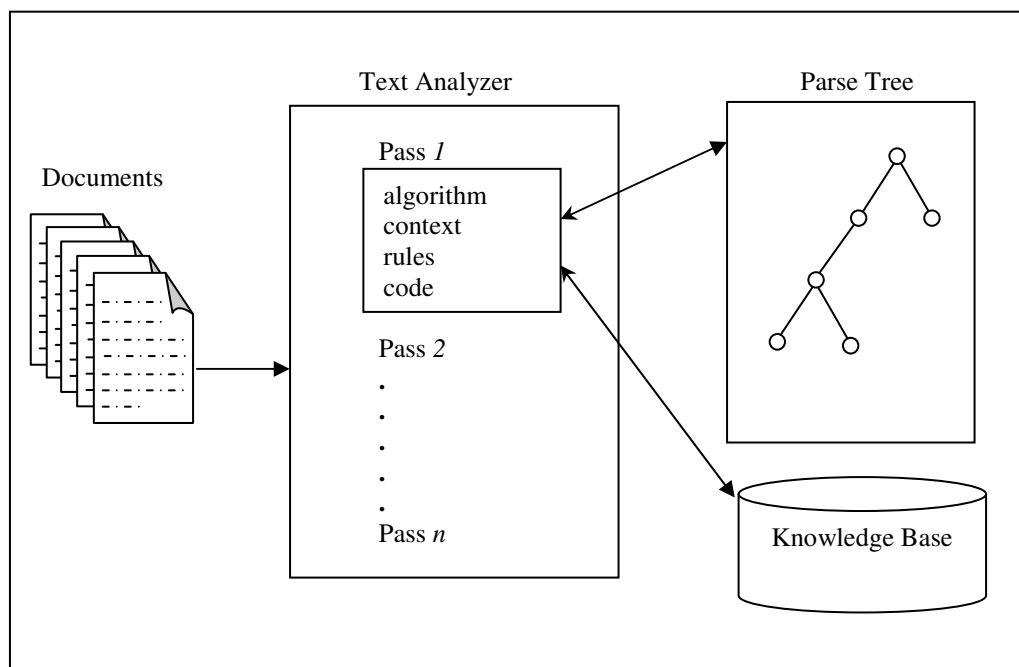 Text Analyzer
Parse Tree
Documents
Pass 1
algorithm
context
rules
code
Pass 2
.
.
.
.
.
Pass n
Knowledge Base